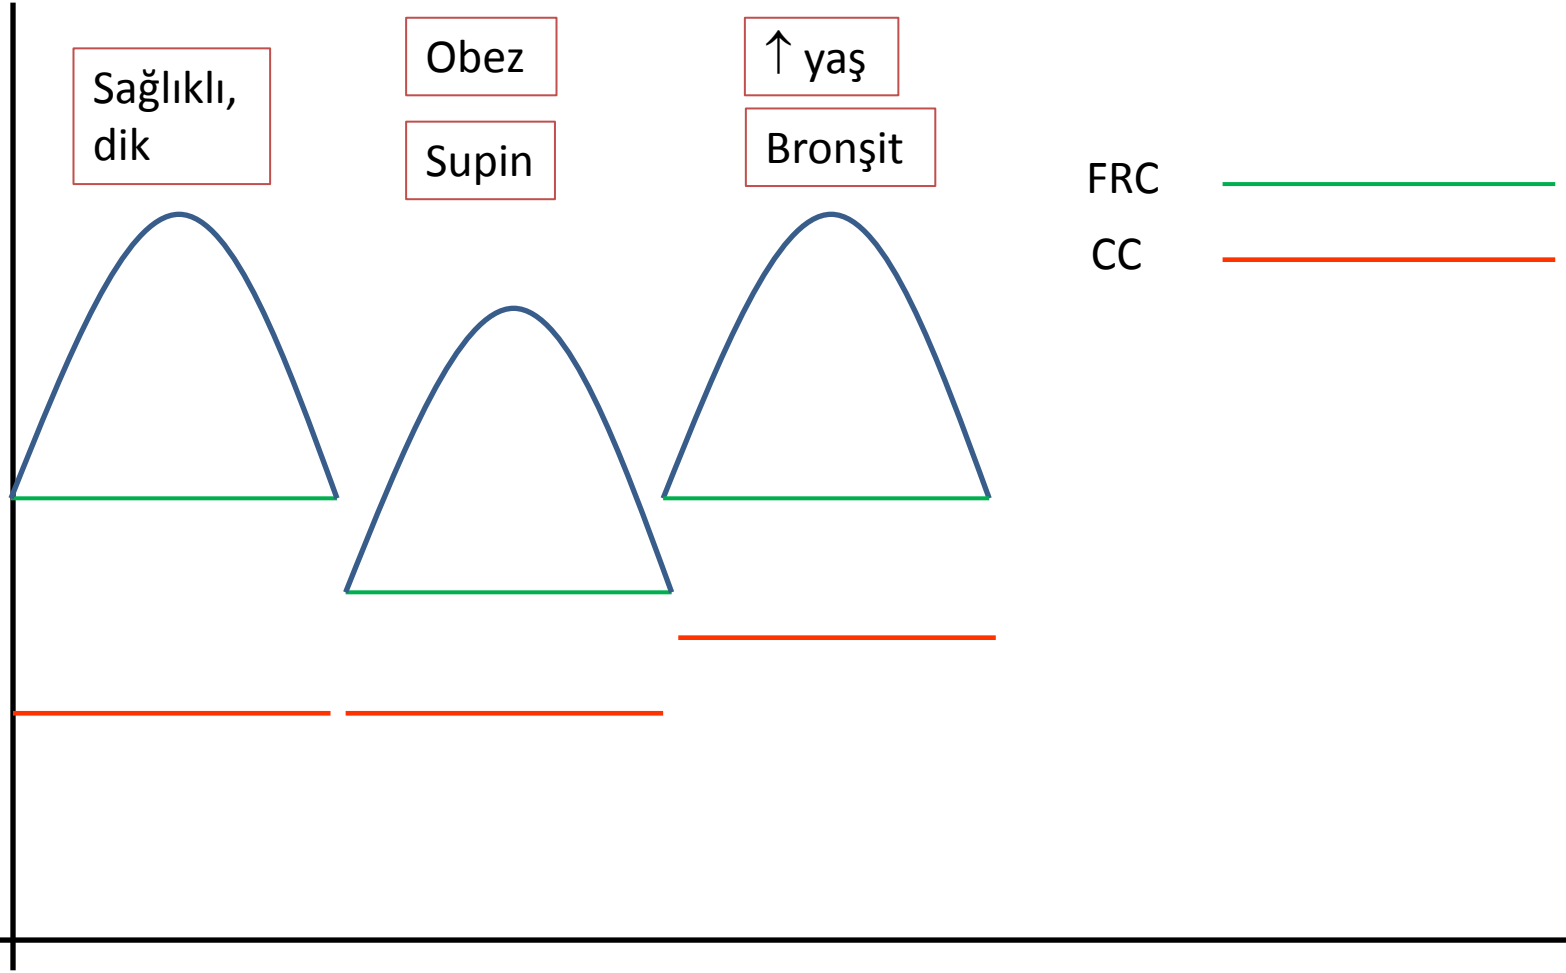 Sağlıklı,
dik
Obez
Supin
↑ yaş
Bronşit
FRC
CC